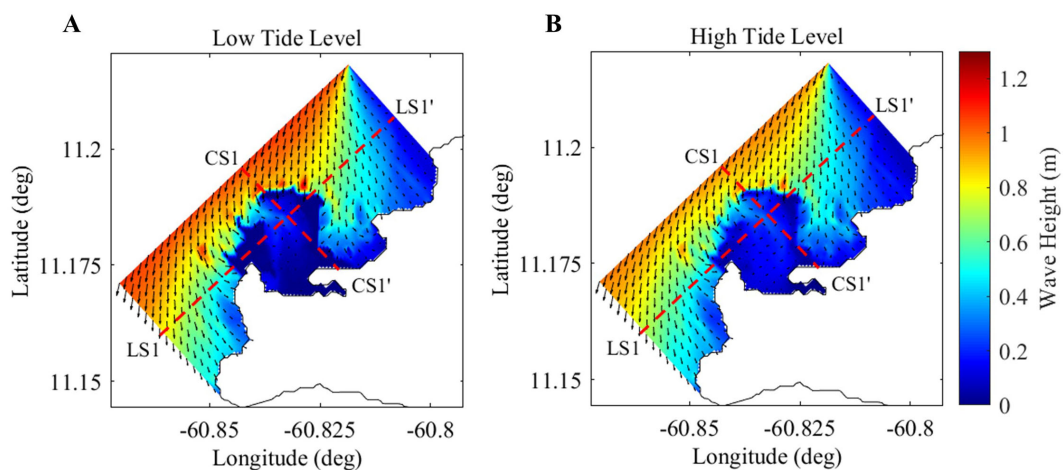 A
Low Tide Level
LS1'
CS1
CS1'
LS1
11.2
11.175
11.15
Latitude (deg)
-60.85
-60.825
-60.8
Longitude (deg)
B
High Tide Level
LS1'
CS1
CS1'
LS1
11.2
11.175
11.15
Latitude (deg)
-60.85
-60.825
-60.8
Longitude (deg)
1.2
1
0.8
0.6
0.4
0.2
0
Wave Height (m)